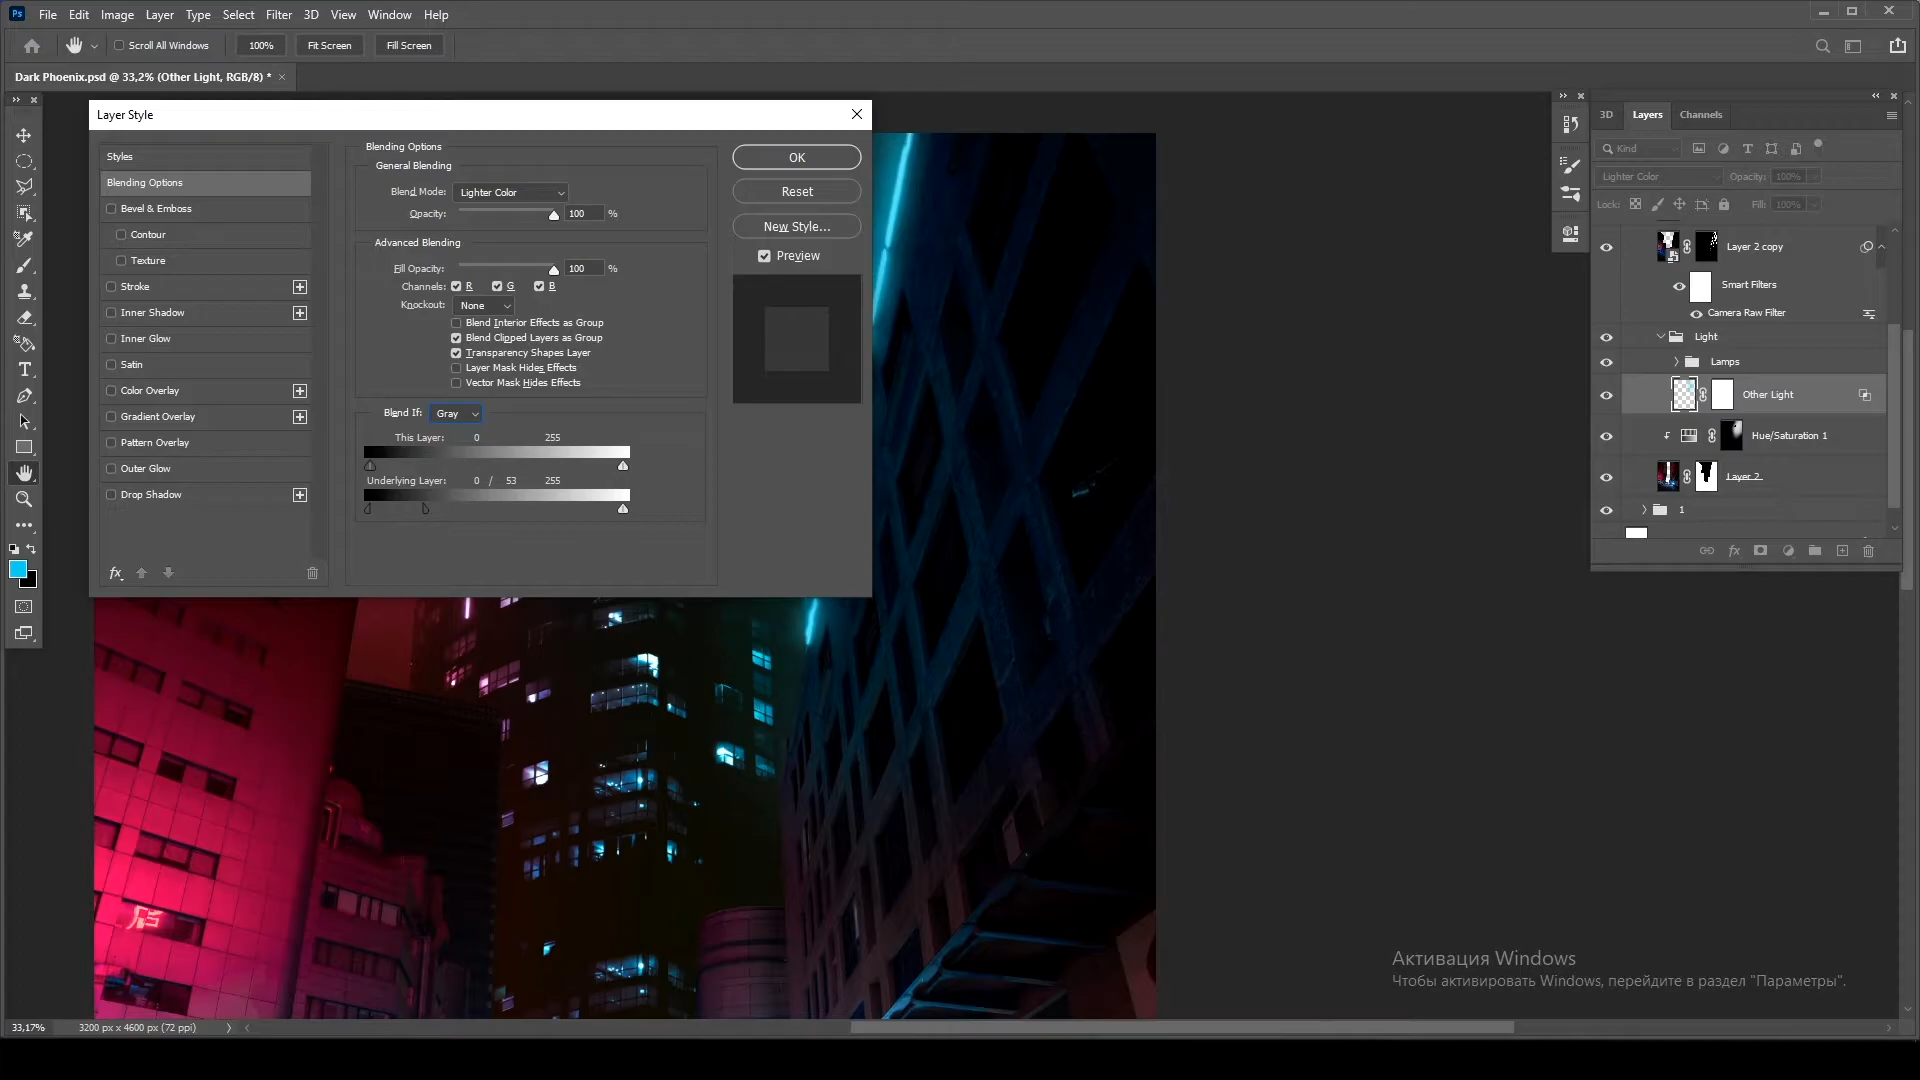 Ps File Edit Image Layer Type Select Filter 3D View Window Help
Scroll All Windows 100% Fit Screen Fill Screen
Dark Phoenix.psd @ 33,2% (Other Light, RGB/8) *
Layer Style
Styles
Blending Options
Bevel & Emboss
Contour
Texture
Stroke
Inner Shadow
Inner Glow
Satin
Color Overlay
Gradient Overlay
Pattern Overlay
Outer Glow
Drop Shadow
fx
Blending Options
General Blending
Blend Mode: Lighter Color
Opacity: 100 %
Advanced Blending
Fill Opacity: 100 %
Channels: R G B
Knockout: None
Blend Interior Effects as Group
Blend Clipped Layers as Group
Transparency Shapes Layer
Layer Mask Hides Effects
Vector Mask Hides Effects
Blend If: Gray
This Layer: 0 255
Underlying Layer: 0 / 53 255
OK
Reset
New Style...
Preview
3D Layers Channels
Kind
Lighter Color Opacity: 100%
Lock: Fill: 100%
Layer 2 copy
Smart Filters
Camera Raw Filter
Light
Lamps
Other Light
Hue/Saturation 1
Layer 2
1
fx
店
Активация Windows
Чтобы активировать Windows, перейдите в раздел "Параметры".
33,17% 3200 px x 4600 px (72 ppi)